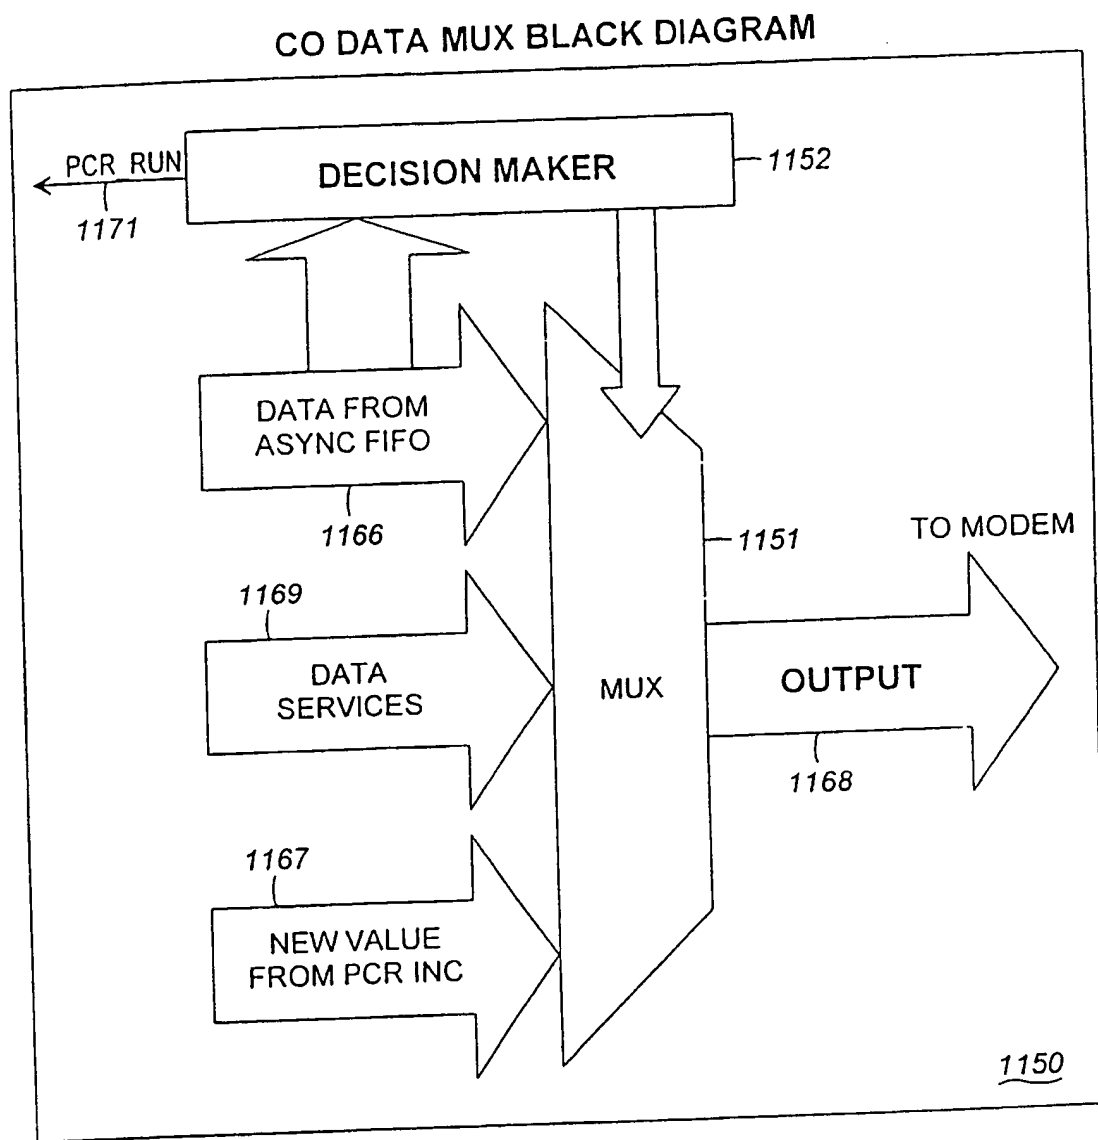 CO DATA MUX BLACK DIAGRAM
PCR RUN
1171
DECISION MAKER
1152
DATA FROM
ASYNC FIFO
1166
1151
TO MODEM
1169
DATA
SERVICES
MUX
OUTPUT
1168
1167
NEW VALUE
FROM PCR INC
1150